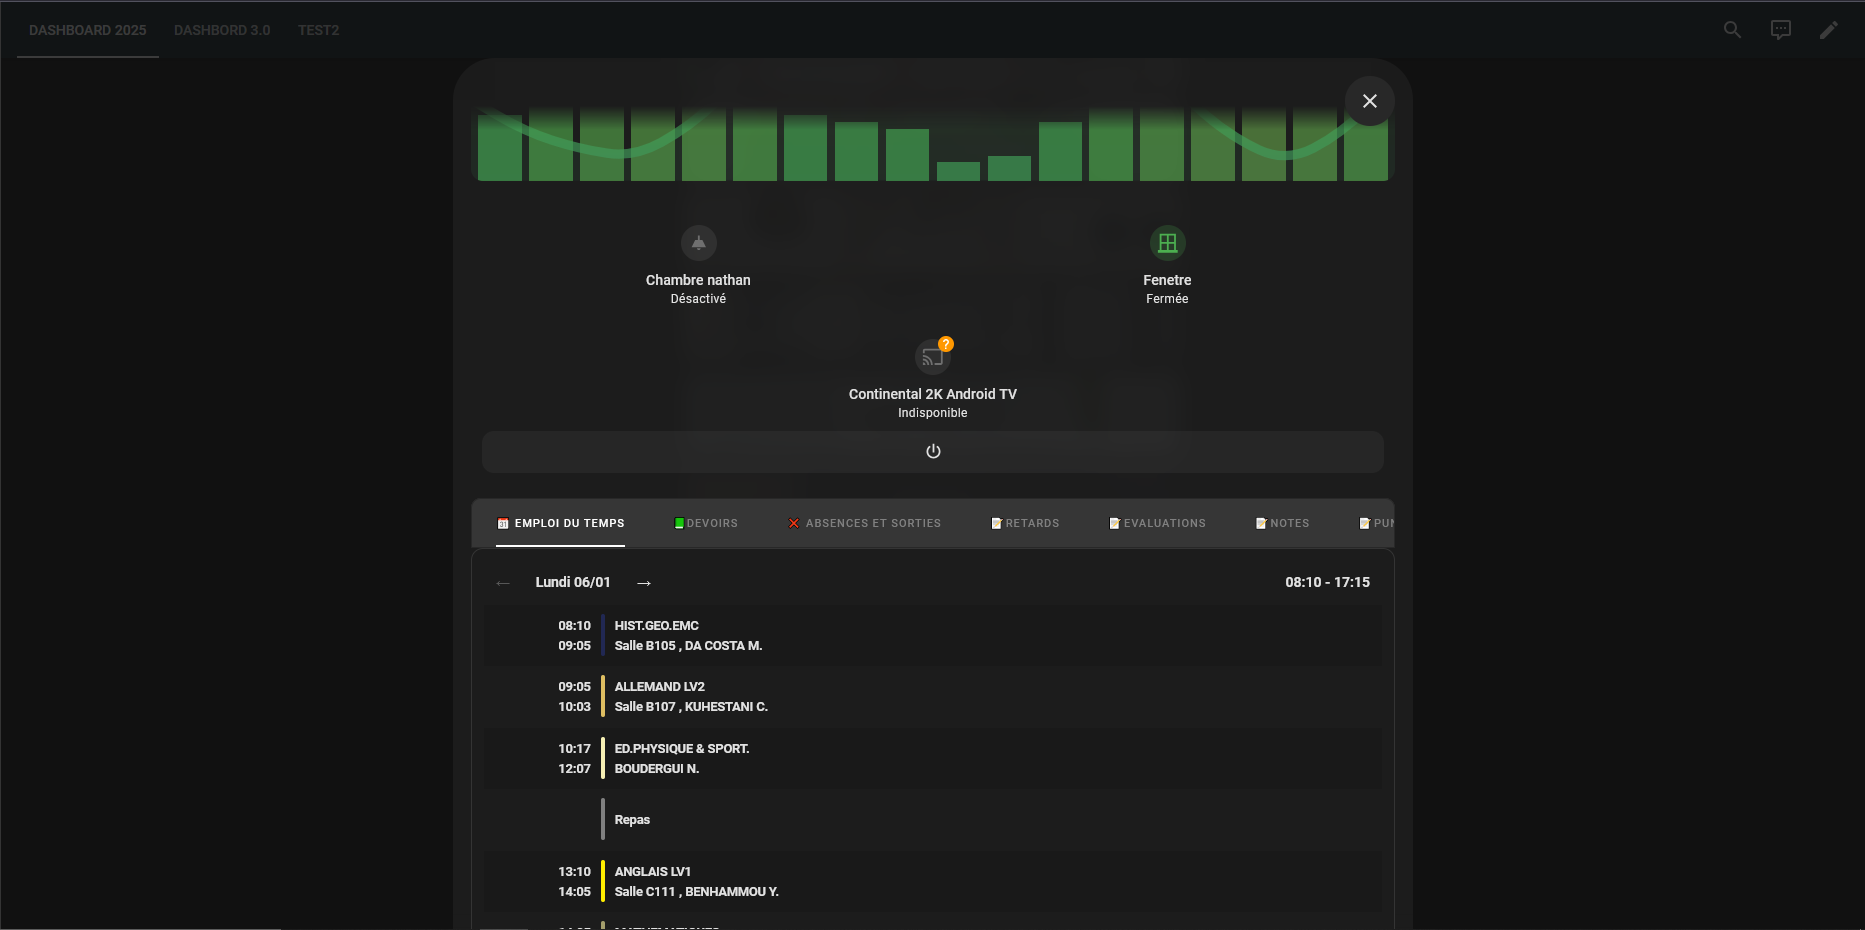 DASHBOARD 2025 DASHBORD 3.0 TEST2
Chambre nathan
Désactivé
Fenetre
Fermée
?
Continental 2K Android TV
Indisponible
EMPLOI DU TEMPS DEVOIRS ABSENCES ET SORTIES RETARDS EVALUATIONS NOTES
← Lundi 06/01 → 08:10 - 17:15
08:10 HIST.GEO.EMC
09:05 Salle B105 , DA COSTA M.
09:05 ALLEMAND LV2
10:03 Salle B107 , KUHESTANI C.
10:17 ED.PHYSIQUE & SPORT.
12:07 BOUDERGUI N.
Repas
13:10 ANGLAIS LV1
14:05 Salle C111 , BENHAMMOU Y.